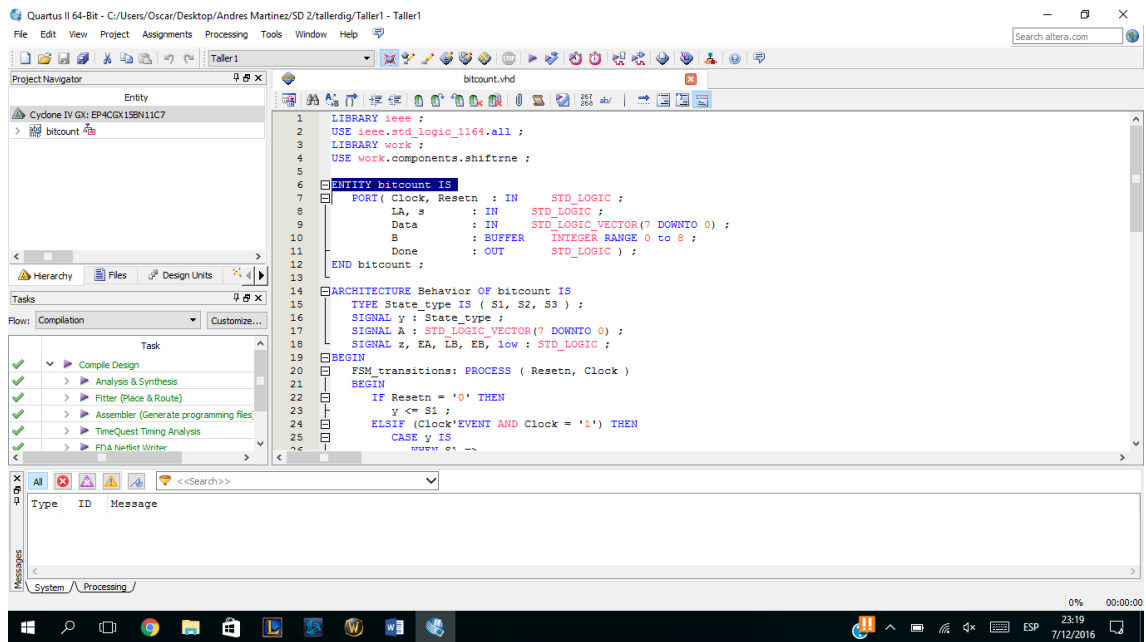 Quartus II 64-Bit - C:/Users/Oscar/Desktop/Andres Martinez/SD 2/tallerdig/Taller1 - Taller1
File Edit View Project Assignments Processing Tools Window Help
Search altera.com
Taller1
Project Navigator
Entity
Cyclone IV GX: EP4CGX15BN11C7
bitcount
Hierarchy Files Design Units
Tasks
Flow: Compilation Customize...
Task
Compile Design
Analysis & Synthesis
Fitter (Place & Route)
Assembler (Generate programming files)
TimeQuest Timing Analysis
EDA Netlist Writer
bitcount.vhd
267
268 ab/
1 LIBRARY ieee ;
2 USE ieee.std_logic_1164.all ;
3 LIBRARY work ;
4 USE work.components.shiftrne ;
5
6 ENTITY bitcount IS
7 PORT( Clock, Resetn : IN STD_LOGIC ;
8 LA, s : IN STD_LOGIC ;
9 Data : IN STD_LOGIC_VECTOR(7 DOWNTO 0) ;
10 B : BUFFER INTEGER RANGE 0 to 8 ;
11 Done : OUT STD_LOGIC ) ;
12 END bitcount ;
13
14 ARCHITECTURE Behavior OF bitcount IS
15 TYPE State_type IS ( S1, S2, S3 ) ;
16 SIGNAL y : State_type ;
17 SIGNAL A : STD_LOGIC_VECTOR(7 DOWNTO 0) ;
18 SIGNAL z, EA, LB, EB, low : STD_LOGIC ;
19 BEGIN
20 FSM_transitions: PROCESS ( Resetn, Clock )
21 BEGIN
22 IF Resetn = '0' THEN
23 y <= S1 ;
24 ELSIF (Clock'EVENT AND Clock = '1') THEN
25 CASE y IS
26 WHEN S1 =>
All <<Search>>
Type ID Message
Messages
System Processing
0% 00:00:00
ESP
23:19
7/12/2016